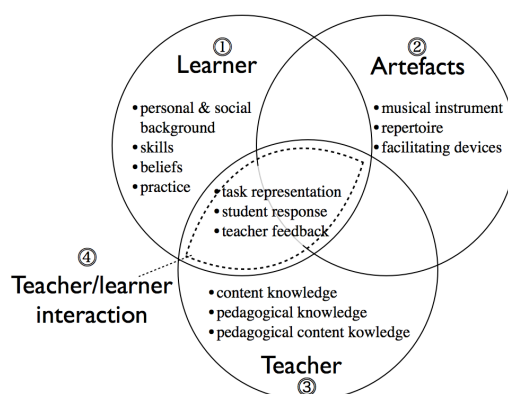 ①
Learner
• personal & social
background
• skills
• beliefs
• practice
②
Artefacts
• musical instrument
• repertoire
• facilitating devices
• task representation
• student response
• teacher feedback
④
Teacher/learner
interaction
• content knowledge
• pedagogical knowledge
• pedagogical content kowledge
Teacher
③